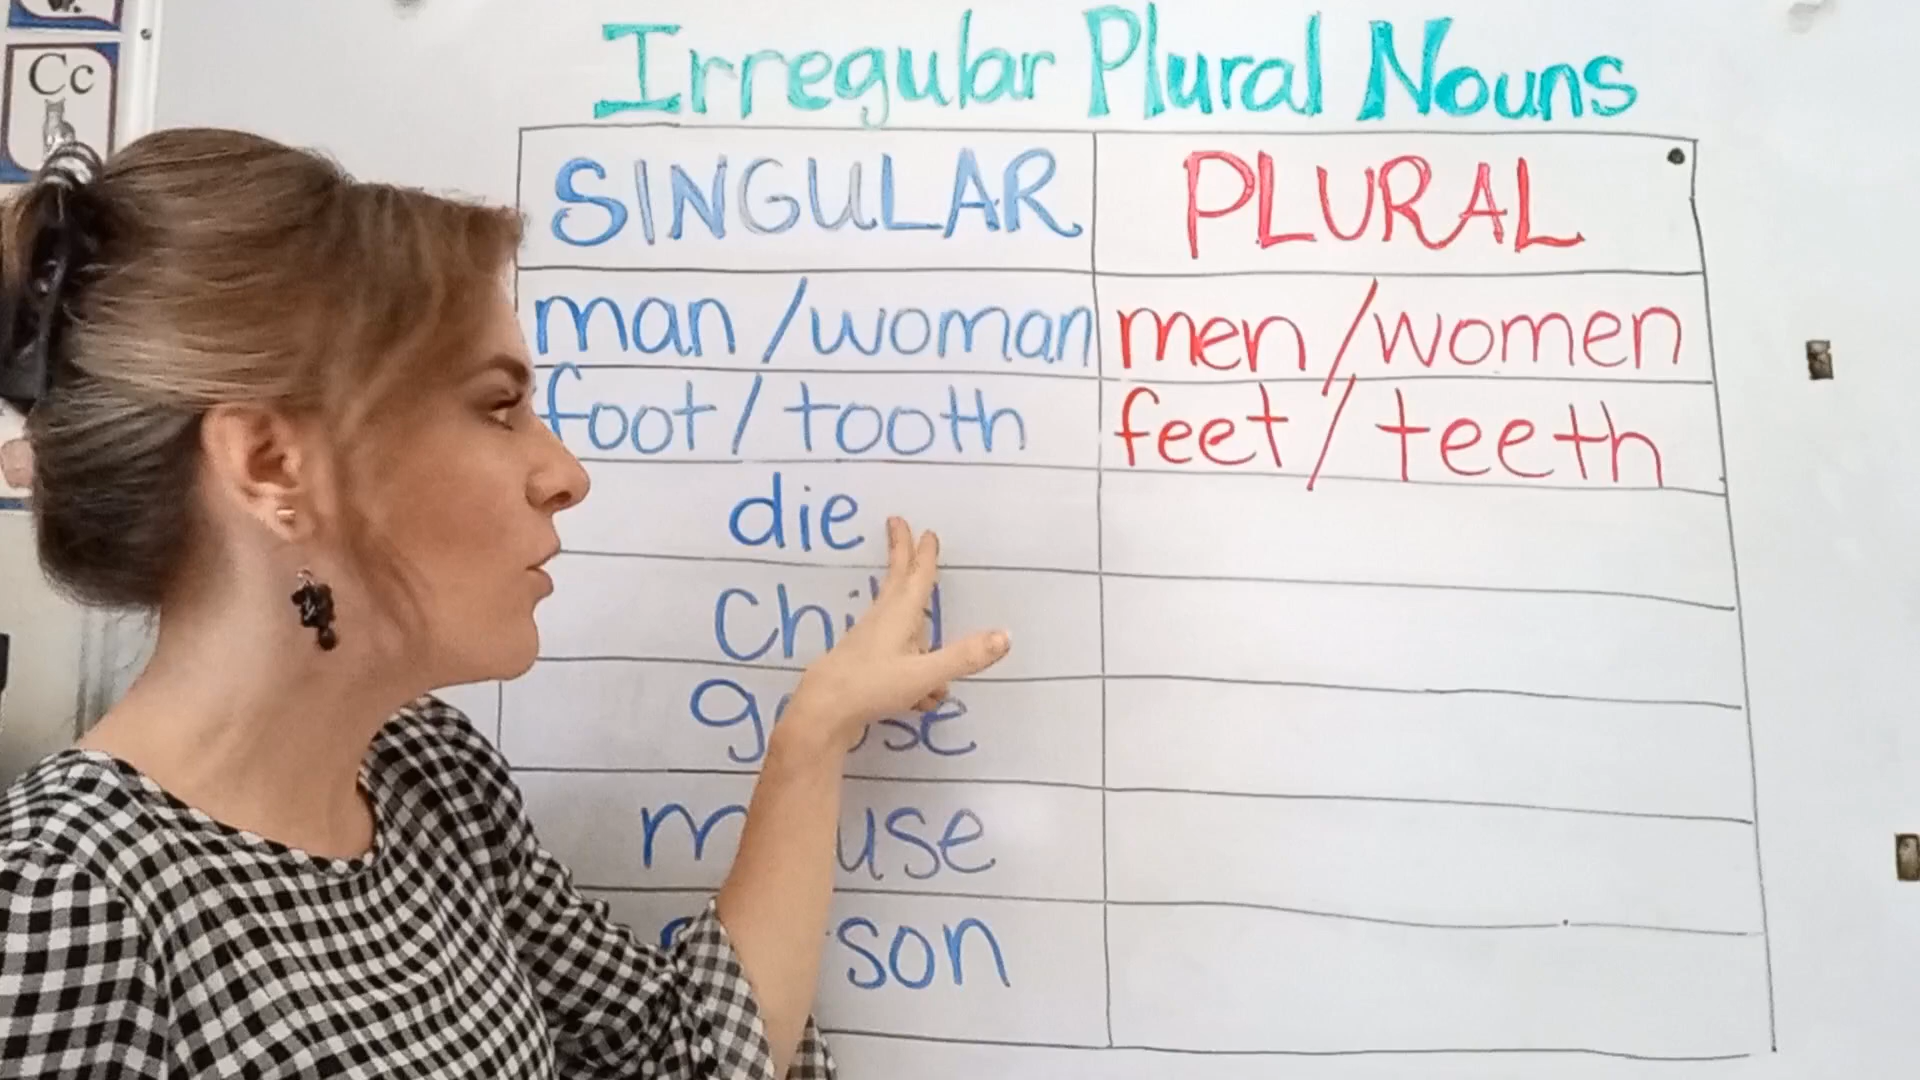 Cc
Irregular Plural Nouns
SINGULAR PLURAL
man/woman men/women
foot/tooth feet/teeth
die